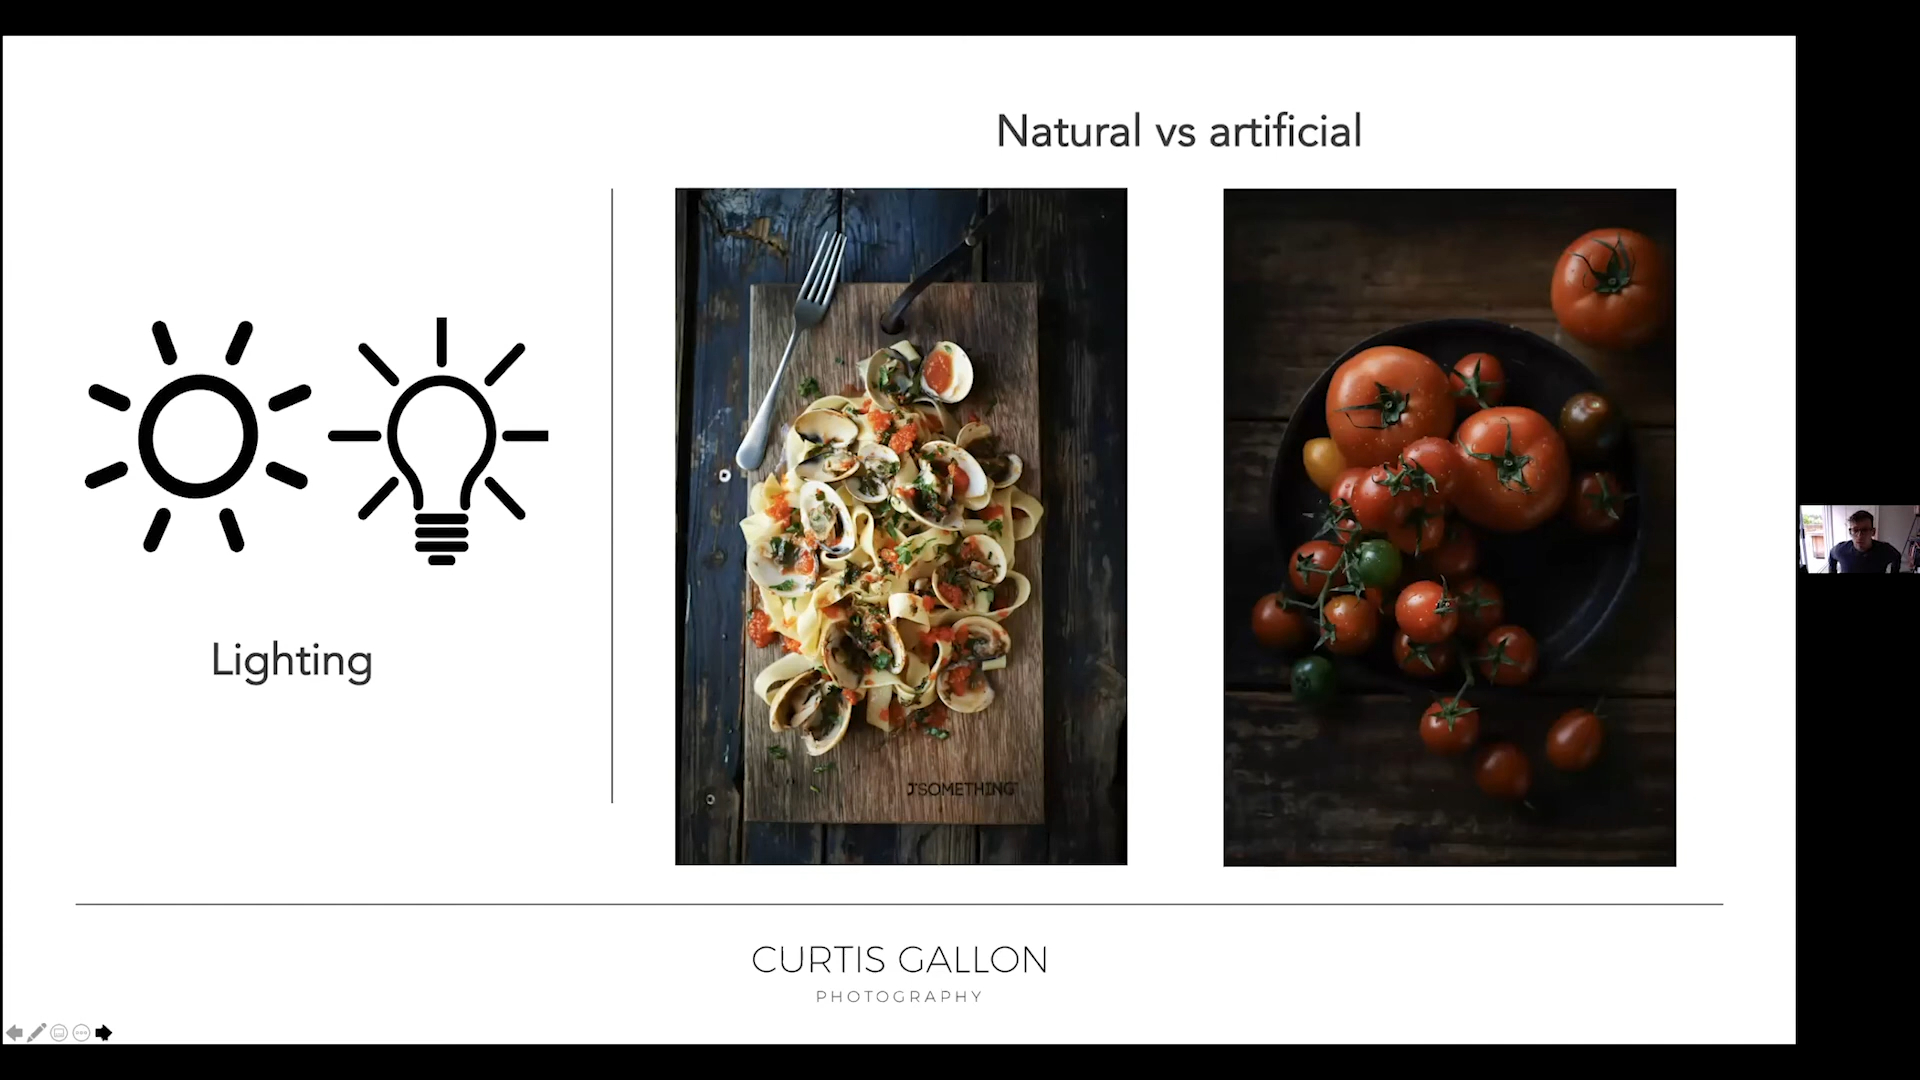 Natural vs artificial
Lighting
J'SOMETHING
CURTIS GALLON
PHOTOGRAPHY